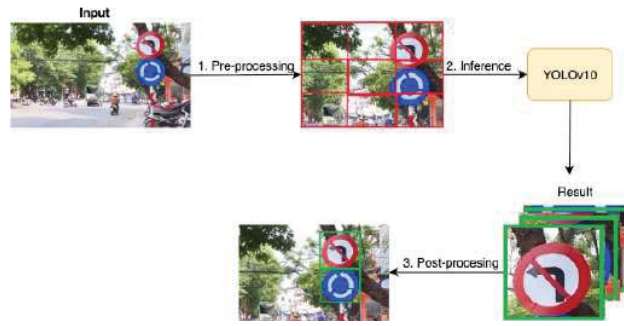 Input
1. Pre-processing
2. Inference
YOLOv10
Result
3. Post-procesing